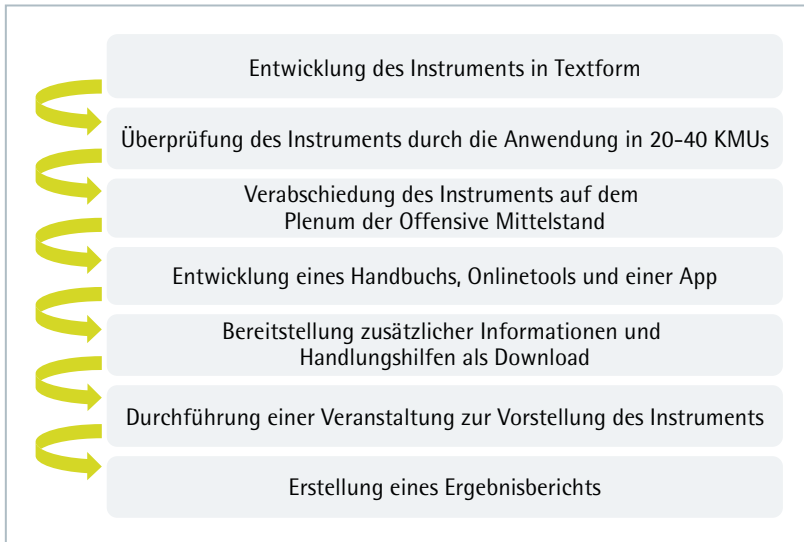 Entwicklung des Instruments in Textform
Überprüfung des Instruments durch die Anwendung in 20-40 KMUs
Verabschiedung des Instruments auf dem
Plenum der Offensive Mittelstand
Entwicklung eines Handbuchs, Onlinetools und einer App
Bereitstellung zusätzlicher Informationen und
Handlungshilfen als Download
Durchführung einer Veranstaltung zur Vorstellung des Instruments
Erstellung eines Ergebnisberichts